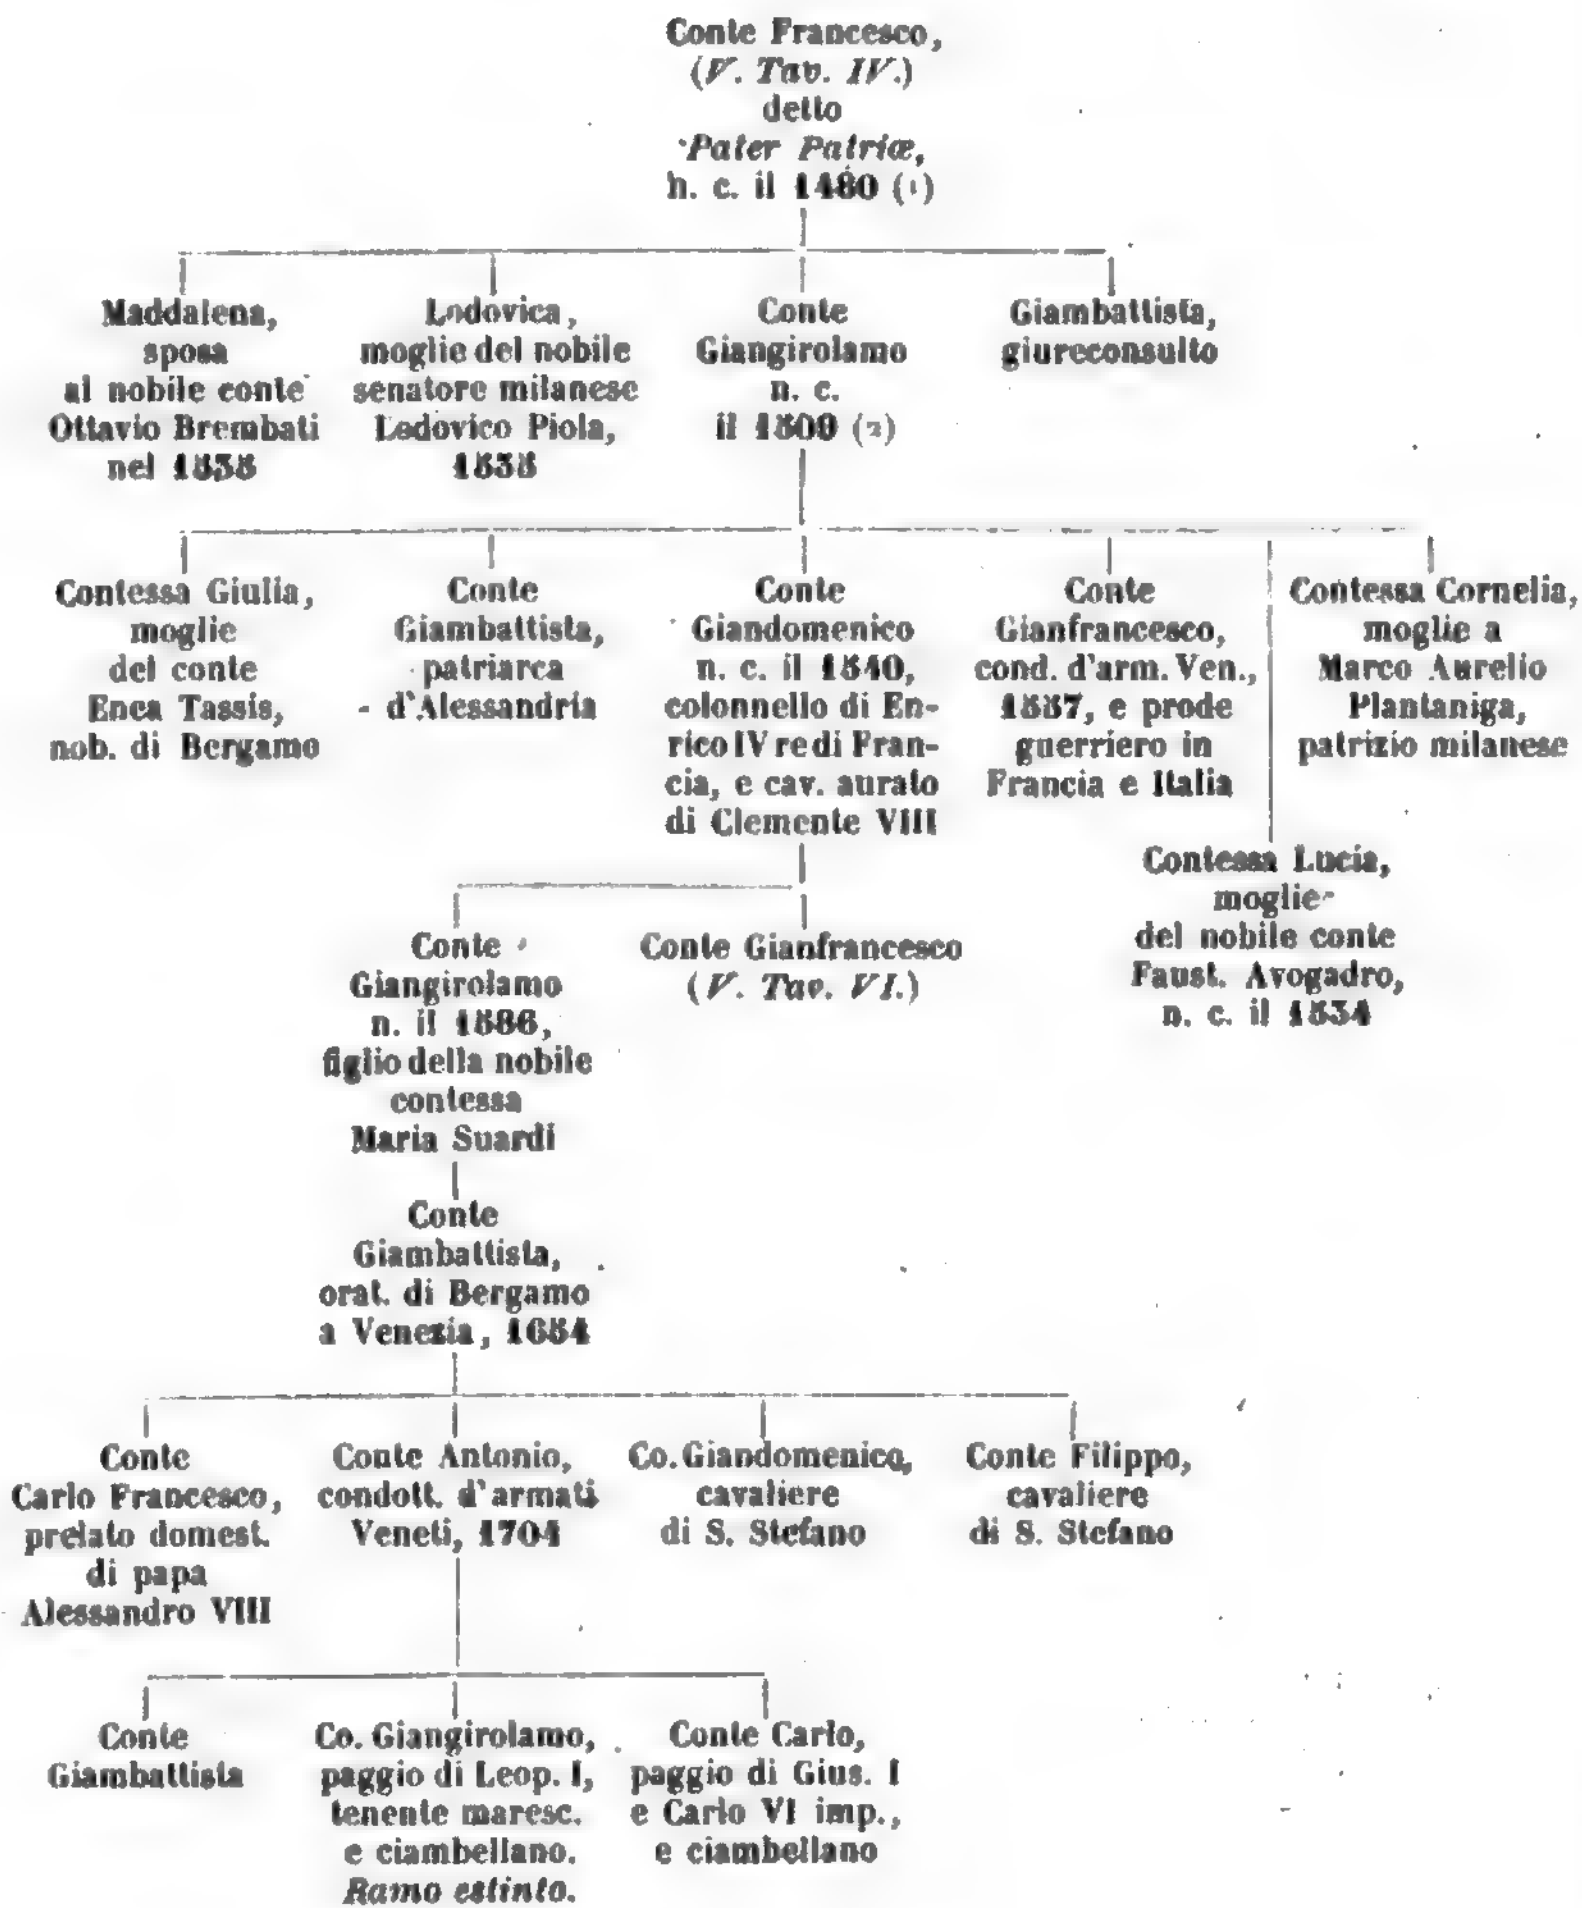 Conte Francesco,
(V. Tav. IV.)
detto
Pater Patriæ,
h. c. il 1480 (1)
Maddalena,
sposa
al nobile conte
Ottavio Brembati
nel 1535
Lodovica,
moglie del nobile
senatore milanese
Lodovico Piola,
1535
Conte
Giangirolamo
n. c.
il 1509 (2)
Giambattista,
giureconsulto
Contessa Giulia,
moglie
del conte
Enea Tassis,
nob. di Bergamo
Conte
Giambattista,
patriarca
d'Alessandria
Conte
Giandomenico
n. c. il 1540,
colonnello di En-
rico IV re di Fran-
cia, e cav. aurato
di Clemente VIII
Conte
Gianfrancesco,
cond. d'arm. Ven.,
1557, e prode
guerriero in
Francia e Italia
Contessa Cornelia,
moglie a
Marco Aurelio
Plantaniga,
patrizio milanese
Contessa Lucia,
moglie
del nobile conte
Faust. Avogadro,
n. c. il 1534
Conte
Giangirolamo
n. il 1586,
figlio della nobile
contessa
Maria Suardi
Conte Gianfrancesco
(V. Tav. VI.)
Conte
Giambattista,
orat. di Bergamo
a Venezia, 1654
Conte
Carlo Francesco,
prelato domest.
di papa
Alessandro VIII
Conte Antonio,
condott. d'armati
Veneti, 1704
Co. Giandomenico,
cavaliere
di S. Stefano
Conte Filippo,
cavaliere
di S. Stefano
Conte
Giambattista
Co. Giangirolamo,
paggio di Leop. I,
tenente maresc.
e ciambellano.
Ramo estinto.
Conte Carlo,
paggio di Gius. I
e Carlo VI imp.,
e ciambellano